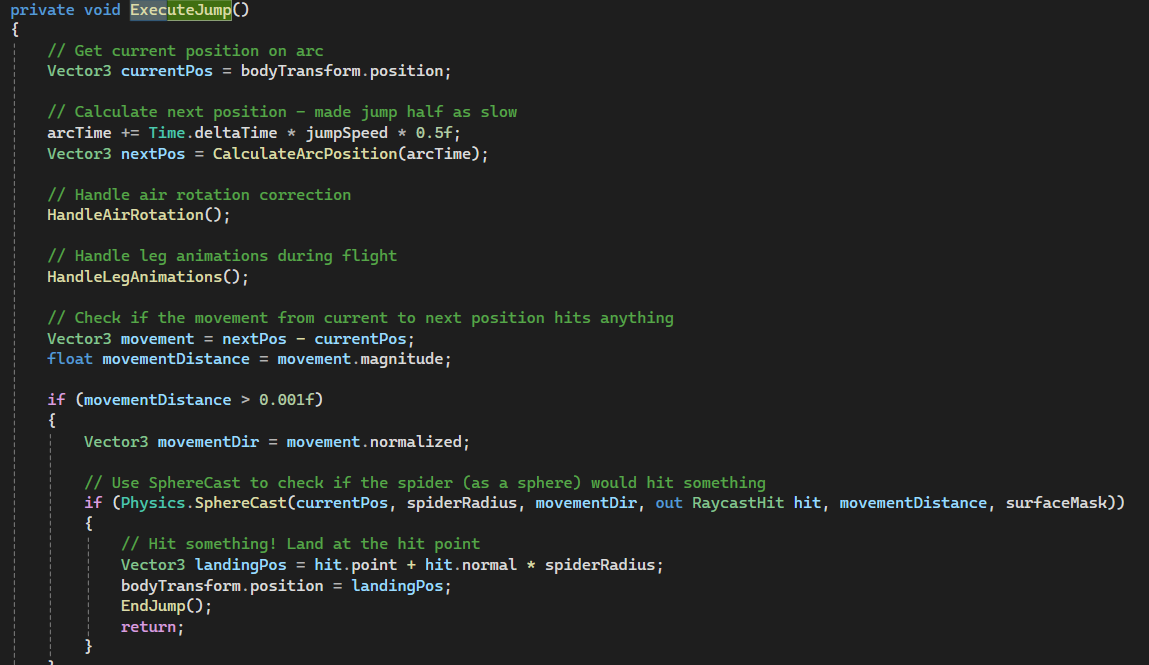 private void ExecuteJump()
{
// Get current position on arc
Vector3 currentPos = bodyTransform.position;
// Calculate next position - made jump half as slow
arcTime += Time.deltaTime * jumpSpeed * 0.5f;
Vector3 nextPos = CalculateArcPosition(arcTime);
// Handle air rotation correction
HandleAirRotation();
// Handle leg animations during flight
HandleLegAnimations();
// Check if the movement from current to next position hits anything
Vector3 movement = nextPos - currentPos;
float movementDistance = movement.magnitude;
if (movementDistance > 0.001f)
{
Vector3 movementDir = movement.normalized;
// Use SphereCast to check if the spider (as a sphere) would hit something
if (Physics.SphereCast(currentPos, spiderRadius, movementDir, out RaycastHit hit, movementDistance, surfaceMask))
{
// Hit something! Land at the hit point
Vector3 landingPos = hit.point + hit.normal * spiderRadius;
bodyTransform.position = landingPos;
EndJump();
return;
}